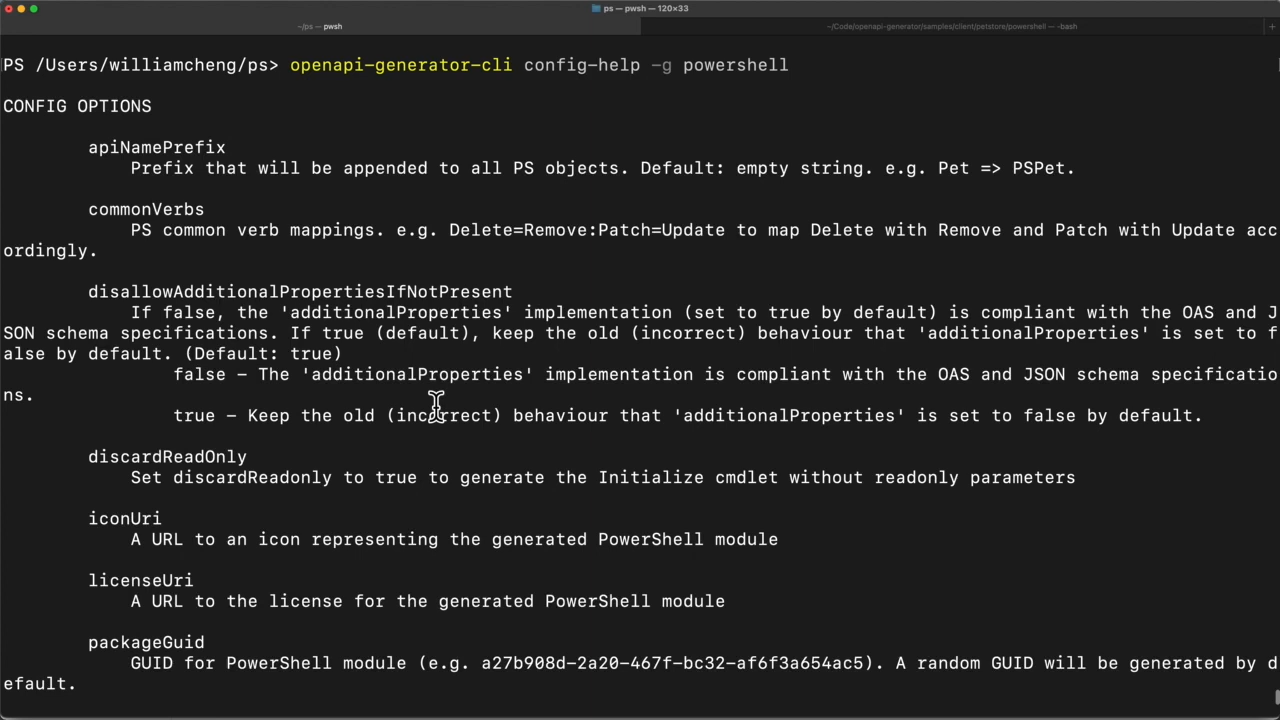 ps — pwsh — 120×33
~/ps — pwsh
~/Code/openapi-generator/samples/client/petstore/powershell — -bash
+
PS /Users/williamcheng/ps> openapi-generator-cli config-help -g powershell
CONFIG OPTIONS
apiNamePrefix
Prefix that will be appended to all PS objects. Default: empty string. e.g. Pet => PSPet.
commonVerbs
PS common verb mappings. e.g. Delete=Remove:Patch=Update to map Delete with Remove and Patch with Update acc
ordingly.
disallowAdditionalPropertiesIfNotPresent
If false, the 'additionalProperties' implementation (set to true by default) is compliant with the OAS and J
SON schema specifications. If true (default), keep the old (incorrect) behaviour that 'additionalProperties' is set to f
alse by default. (Default: true)
false - The 'additionalProperties' implementation is compliant with the OAS and JSON schema specificatio
ns.
true - Keep the old (incorrect) behaviour that 'additionalProperties' is set to false by default.
discardReadOnly
Set discardReadonly to true to generate the Initialize cmdlet without readonly parameters
iconUri
A URL to an icon representing the generated PowerShell module
licenseUri
A URL to the license for the generated PowerShell module
packageGuid
GUID for PowerShell module (e.g. a27b908d-2a20-467f-bc32-af6f3a654ac5). A random GUID will be generated by d
efault.